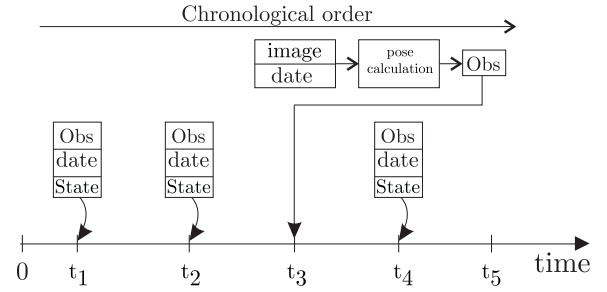 Chronological order
image
date
pose
calculation
Obs
Obs
date
State
Obs
date
State
Obs
date
State
0
t1
t2
t3
t4
t5
time